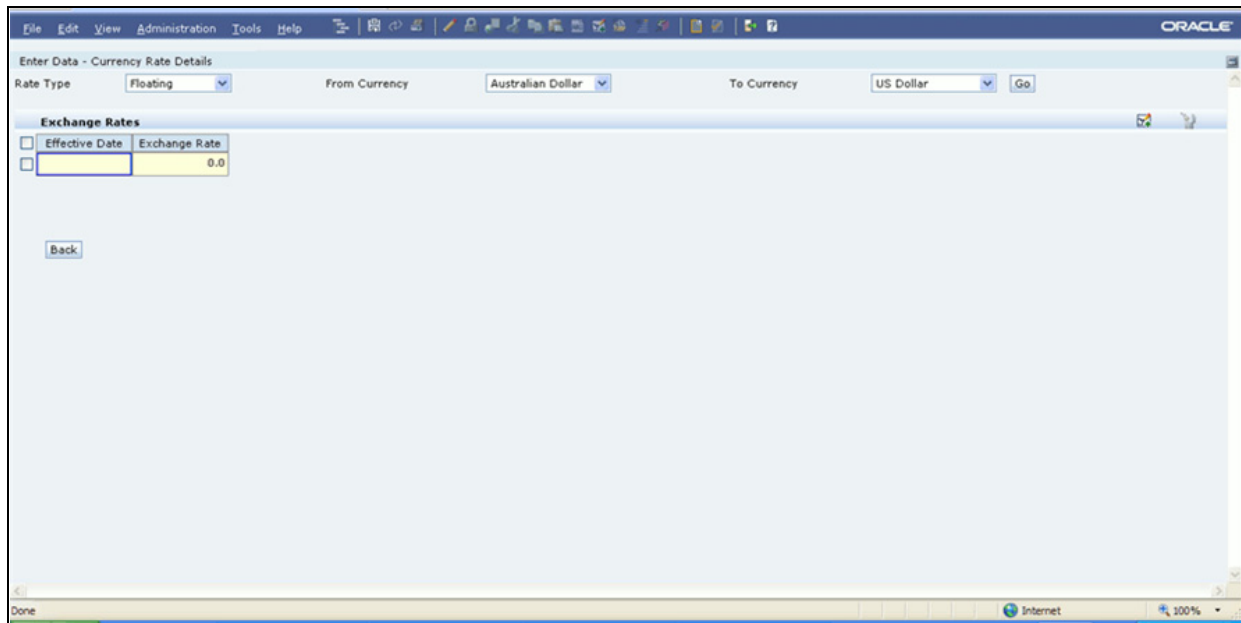 File Edit View Administration Tools Help ORACLE
Enter Data - Currency Rate Details
Rate Type Floating From Currency Australian Dollar To Currency US Dollar Go
Exchange Rates
Effective Date Exchange Rate
0.0
Back
Done Internet 100%